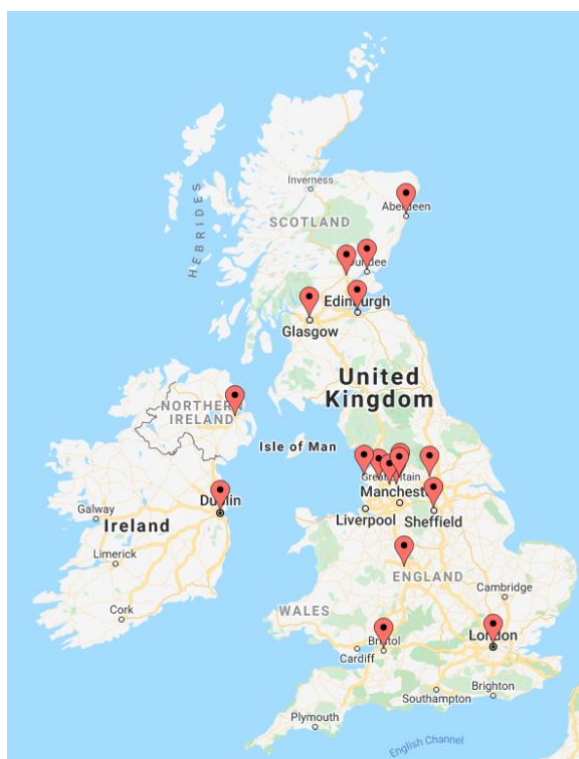 Inverness
HEBRIDES
SCOTLAND
Aberdeen
Dundee
Edinburgh
Glasgow
United
Kingdom
NORTHERN
IRELAND
Isle of Man
Great Britain
Manchest
Dublin
Galway
Ireland
Liverpool
Sheffield
Limerick
ENGLAND
Cambridge
Cork
WALES
Bristol
London
Cardiff
Southampton
Brighton
Plymouth
English Channel